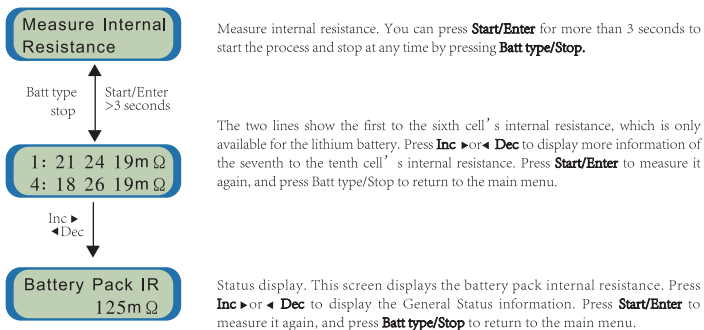 Measure Internal
Resistance
Measure internal resistance. You can press Start/Enter for more than 3 seconds to
start the process and stop at any time by pressing Batt type/Stop.
Batt type
stop
Start/Enter
>3 seconds
1: 21 24 19mΩ
4: 18 26 19mΩ
The two lines show the first to the sixth cell’s internal resistance, which is only
available for the lithium battery. Press Inc ►or◄ Dec to display more information of
the seventh to the tenth cell’ s internal resistance. Press Start/Enter to measure it
again, and press Batt type/Stop to return to the main menu.
Inc ►
◄Dec
Battery Pack IR
125mΩ
Status display. This screen displays the battery pack internal resistance. Press
Inc ►or ◄ Dec to display the General Status information. Press Start/Enter to
measure it again, and press Batt type/Stop to return to the main menu.